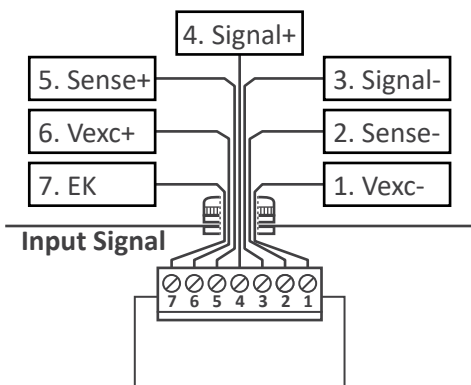 4. Signal+
5. Sense+
3. Signal-
6. Vexc+
2. Sense-
7. EK
1. Vexc-
Input Signal
7 6 5 4 3 2 1